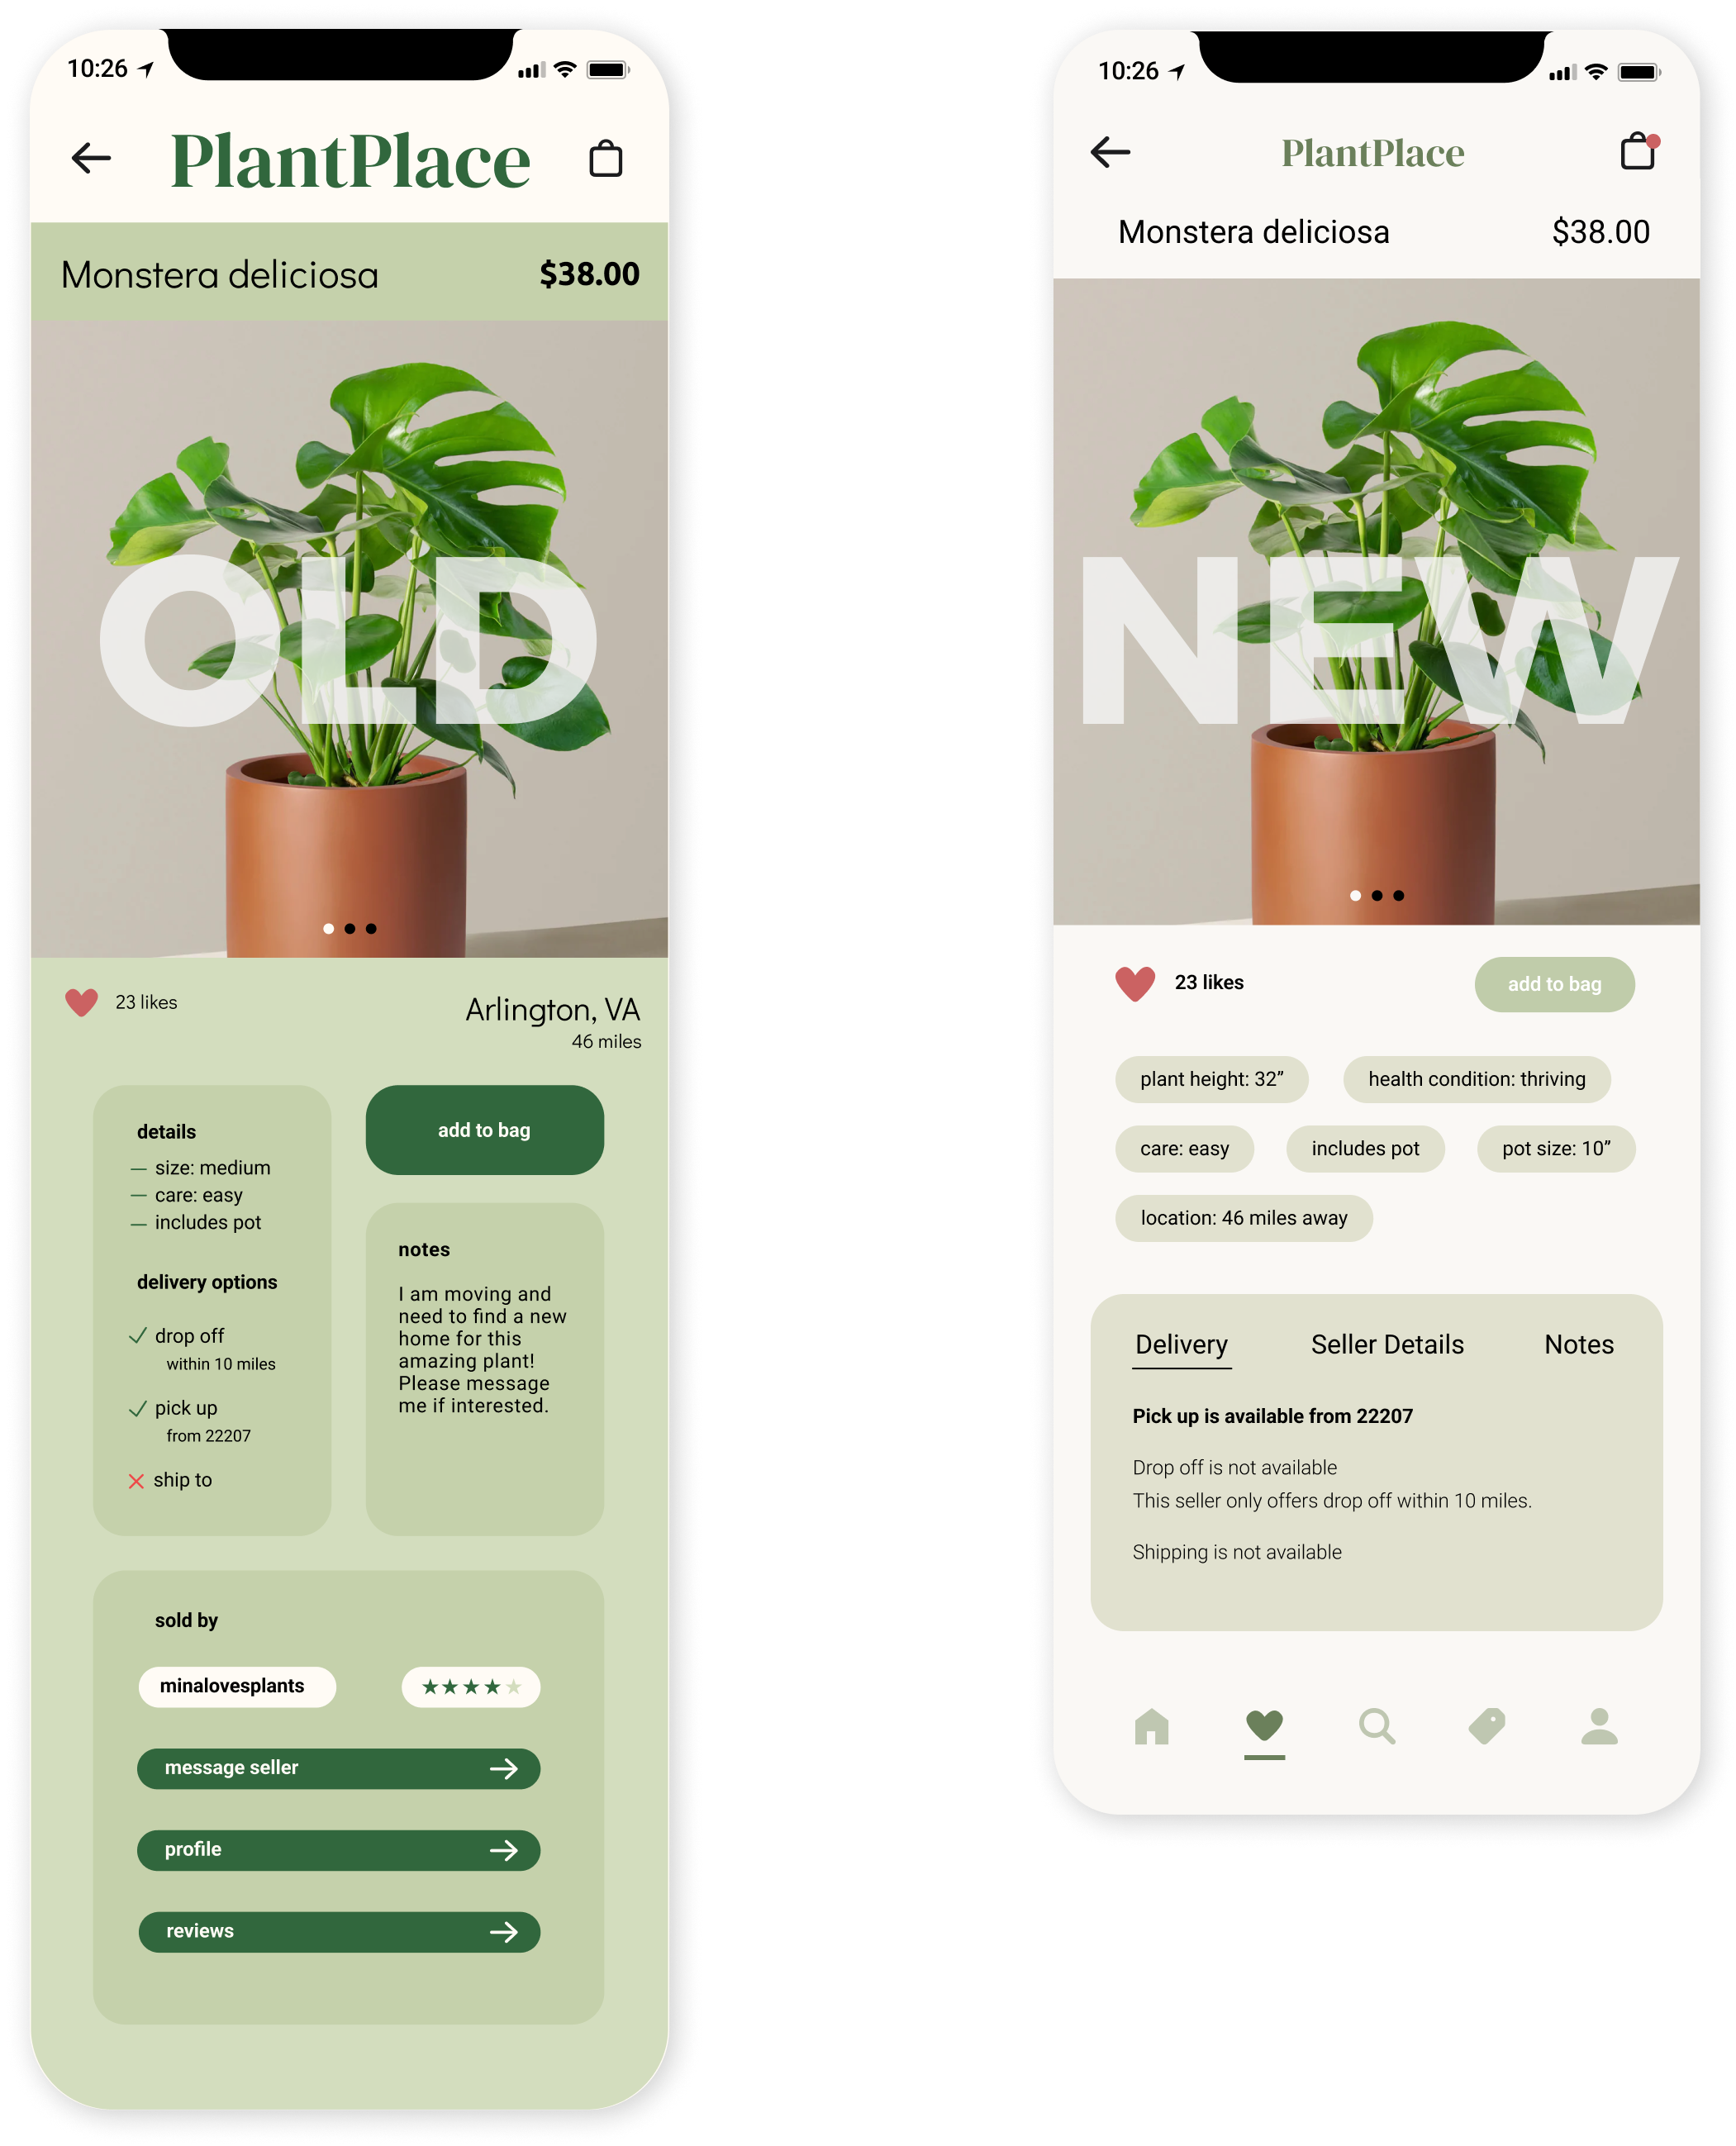 10:26
PlantPlace
Monstera deliciosa
$38.00
OLD
23 likes
Arlington, VA
46 miles
details
— size: medium
— care: easy
— includes pot
delivery options
drop off
within 10 miles
pick up
from 22207
ship to
add to bag
notes
I am moving and
need to find a new
home for this
amazing plant!
Please message
me if interested.
sold by
minalovesplants
message seller
profile
reviews
10:26
PlantPlace
Monstera deliciosa
$38.00
NEW
23 likes
add to bag
plant height: 32”
health condition: thriving
care: easy
includes pot
pot size: 10”
location: 46 miles away
Delivery
Seller Details
Notes
Pick up is available from 22207
Drop off is not available
This seller only offers drop off within 10 miles.
Shipping is not available